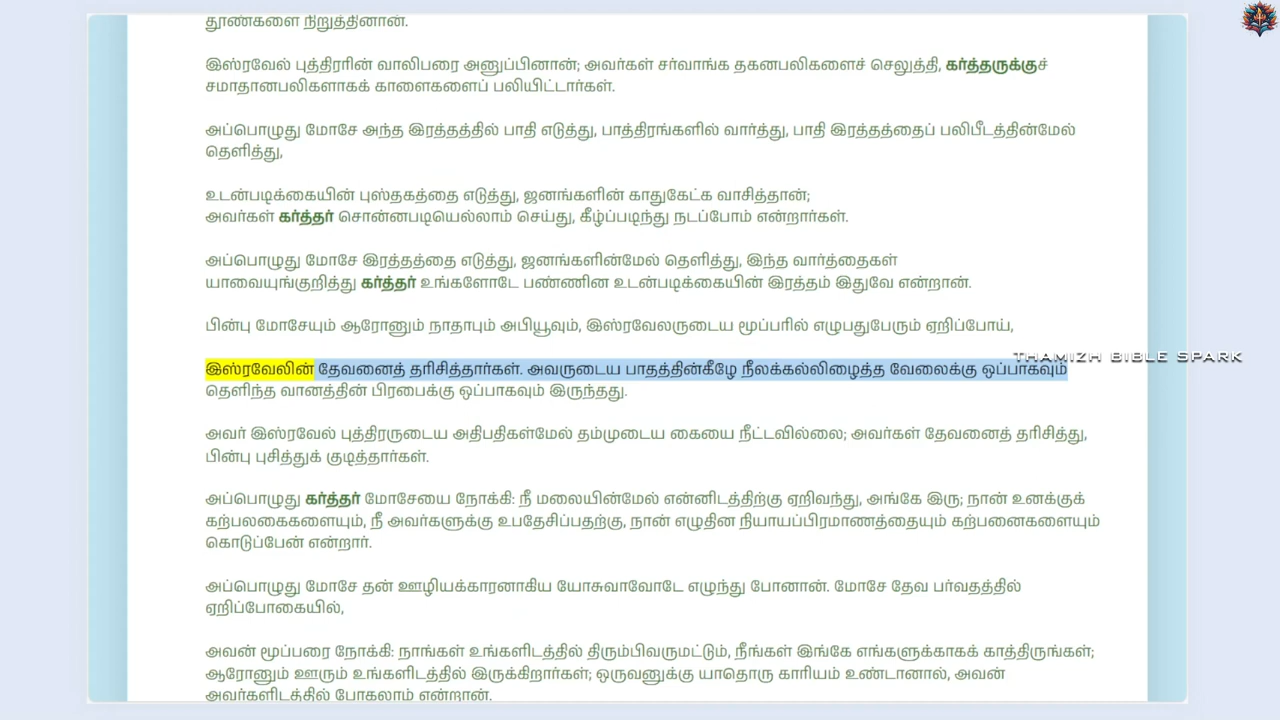 தூண்களை நிறுத்தினான்.
இஸ்ரவேல் புத்திரரின் வாலிபரை அனுப்பினான்; அவர்கள் சர்வாங்க தகனபலிகளைச் செலுத்தி, கர்த்தருக்குச்
சமாதானபலிகளாகக் காளைகளைப் பலியிட்டார்கள்.
அப்பொழுது மோசே அந்த இரத்தத்தில் பாதி எடுத்து, பாத்திரங்களில் வார்த்து, பாதி இரத்தத்தைப் பலிபீடத்தின்மேல்
தெளித்து,
உடன்படிக்கையின் புஸ்தகத்தை எடுத்து, ஜனங்களின் காதுகேட்க வாசித்தான்;
அவர்கள் கர்த்தர் சொன்னபடியெல்லாம் செய்து, கீழ்ப்படிந்து நடப்போம் என்றார்கள்.
அப்பொழுது மோசே இரத்தத்தை எடுத்து, ஜனங்களின்மேல் தெளித்து, இந்த வார்த்தைகள்
யாவையுங்குறித்து கர்த்தர் உங்களோடே பண்ணின உடன்படிக்கையின் இரத்தம் இதுவே என்றான்.
பின்பு மோசேயும் ஆரோனும் நாதாபும் அபியூவும், இஸ்ரவேலருடைய மூப்பரில் எழுபதுபேரும் ஏறிப்போய்,
THAMIZH BIBLE SPARK
இஸ்ரவேலின் தேவனைத் தரிசித்தார்கள். அவருடைய பாதத்தின்கீழே நீலக்கல்லிழைத்த வேலைக்கு ஒப்பாகவும்
தெளிந்த வானத்தின் பிரபைக்கு ஒப்பாகவும் இருந்தது.
அவர் இஸ்ரவேல் புத்திரருடைய அதிபதிகள்மேல் தம்முடைய கையை நீட்டவில்லை; அவர்கள் தேவனைத் தரிசித்து,
பின்பு புசித்துக் குடித்தார்கள்.
அப்பொழுது கர்த்தர் மோசேயை நோக்கி: நீ மலையின்மேல் என்னிடத்திற்கு ஏறிவந்து, அங்கே இரு; நான் உனக்குக்
கற்பலகைகளையும், நீ அவர்களுக்கு உபதேசிப்பதற்கு, நான் எழுதின நியாயப்பிரமாணத்தையும் கற்பனைகளையும்
கொடுப்பேன் என்றார்.
அப்பொழுது மோசே தன் ஊழியக்காரனாகிய யோசுவாவோடே எழுந்து போனான். மோசே தேவ பர்வதத்தில்
ஏறிப்போகையில்,
அவன் மூப்பரை நோக்கி: நாங்கள் உங்களிடத்தில் திரும்பிவருமட்டும், நீங்கள் இங்கே எங்களுக்காகக் காத்திருங்கள்;
ஆரோனும் ஊரும் உங்களிடத்தில் இருக்கிறார்கள்; ஒருவனுக்கு யாதொரு காரியம் உண்டானால், அவன்
அவர்களிடத்தில் போகலாம் என்றான்.